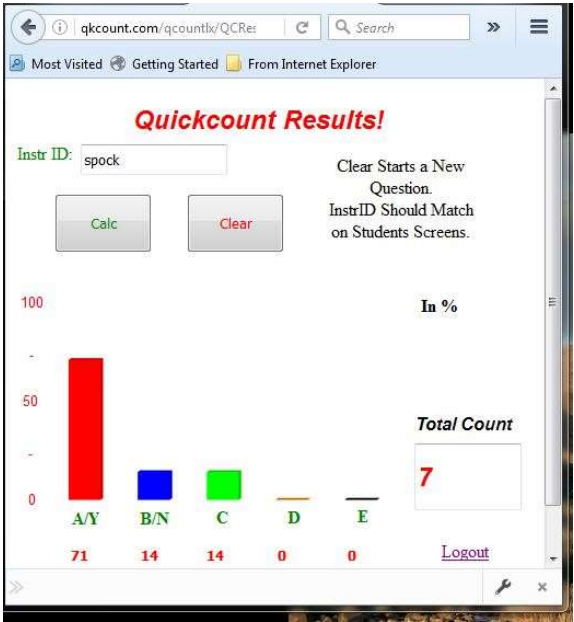 qkcount.com/qcountlx/QCRes
Search
Most Visited Getting Started From Internet Explorer
Quickcount Results!
Instr ID: spock
Clear Starts a New
Question.
InstrID Should Match
on Students Screens.
Calc Clear
100
In %
-
50
Total Count
-
7
0
A/Y B/N C D E
71 14 14 0 0
Logout